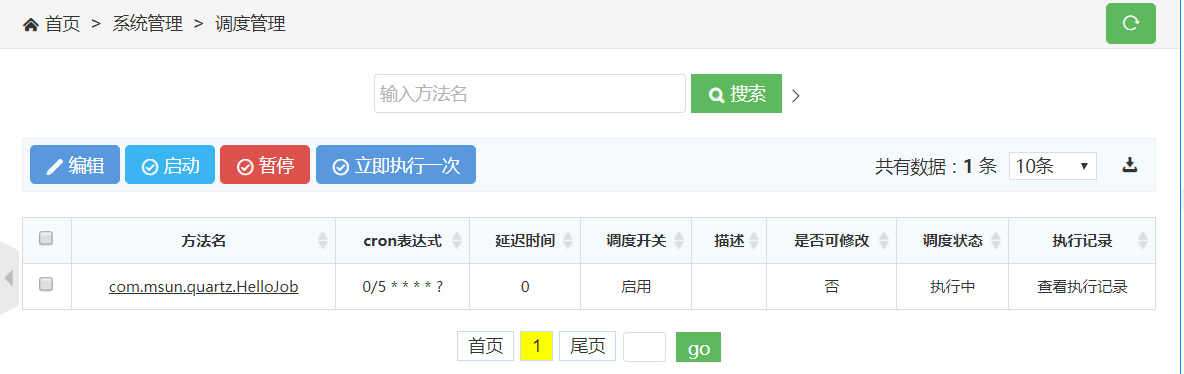 首页 > 系统管理 > 调度管理
输入方法名 搜索
编辑 启动 暂停 立即执行一次 共有数据：1 条 10条
方法名 cron表达式 延迟时间 调度开关 描述 是否可修改 调度状态 执行记录
com.msun.quartz.HelloJob 0/5 * * * * ? 0 启用 否 执行中 查看执行记录
首页 1 尾页 go